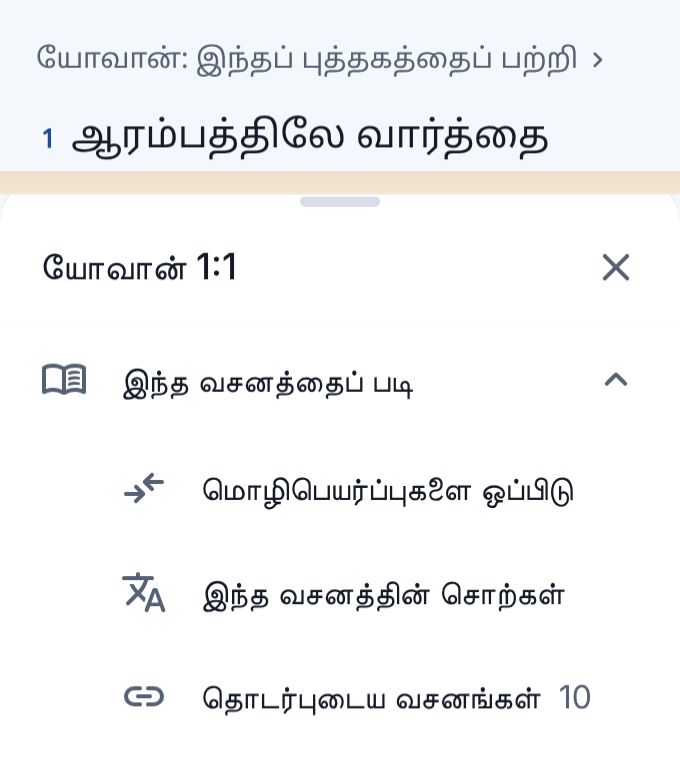 யோவான்: இந்தப் புத்தகத்தைப் பற்றி
1 ஆரம்பத்திலே வார்த்தை
யோவான் 1:1
இந்த வசனத்தைப் படி
மொழிபெயர்ப்புகளை ஒப்பிடு
இந்த வசனத்தின் சொற்கள்
தொடர்புடைய வசனங்கள் 10